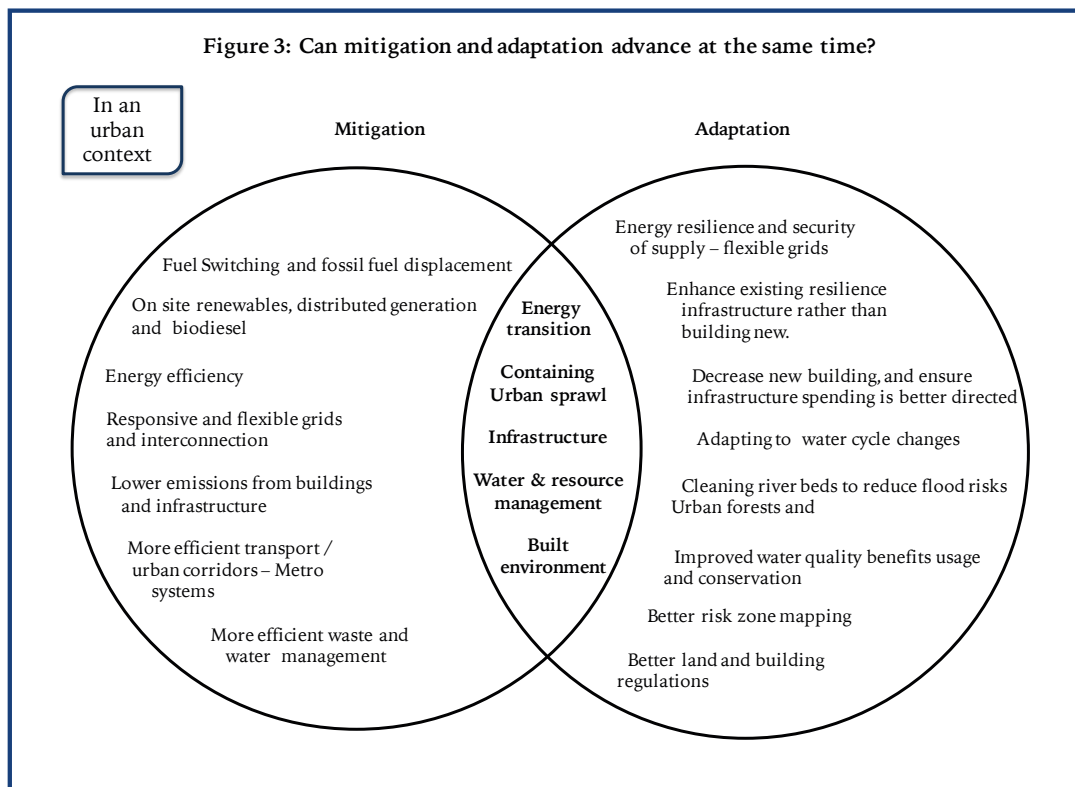 Figure 3: Can mitigation and adaptation advance at the same time?
In an
urban
context
Mitigation
Adaptation
Fuel Switching and fossil fuel displacement
On site renewables, distributed generation
and biodiesel
Energy efficiency
Responsive and flexible grids
and interconnection
Lower emissions from buildings
and infrastructure
More efficient transport /
urban corridors – Metro
systems
More efficient waste and
water management
Energy
transition
Containing
Urban sprawl
Infrastructure
Water & resource
management
Built
environment
Energy resilience and security
of supply – flexible grids
Enhance existing resilience
infrastructure rather than
building new.
Decrease new building, and ensure
infrastructure spending is better directed
Adapting to water cycle changes
Cleaning river beds to reduce flood risks
Urban forests and
Improved water quality benefits usage
and conservation
Better risk zone mapping
Better land and building
regulations